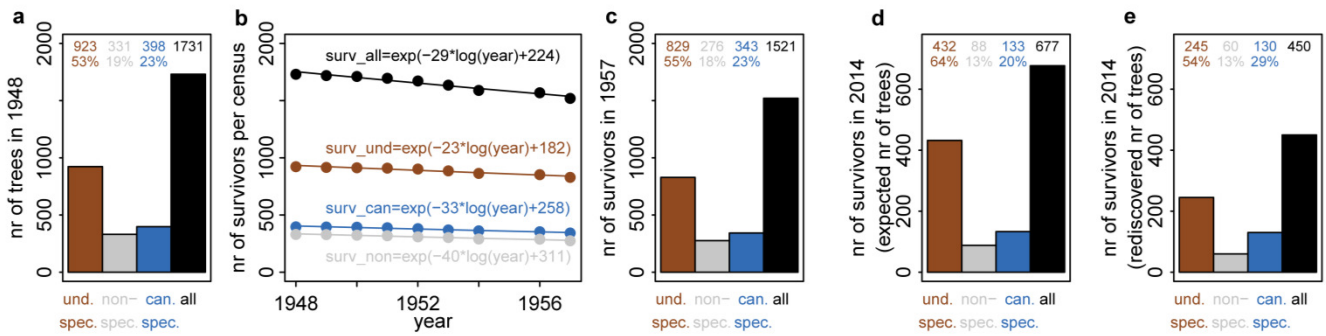 a
nr of trees in 1948
2000
1000
500
0
923 331 398 1731
53% 19% 23%
und. non− can. all
spec. spec. spec.
b
nr of survivors per census
2000
1000
500
0
surv_all=exp(−29*log(year)+224)
surv_und=exp(−23*log(year)+182)
surv_can=exp(−33*log(year)+258)
surv_non=exp(−40*log(year)+311)
1948 1952 1956
year
c
nr of survivors in 1957
2000
1000
500
0
829 276 343 1521
55% 18% 23%
und. non− can. all
spec. spec. spec.
d
nr of survivors in 2014
(expected nr of trees)
600
400
200
0
432 88 133 677
64% 13% 20%
und. non− can. all
spec. spec. spec.
e
nr of survivors in 2014
(rediscovered nr of trees)
600
400
200
0
245 60 130 450
54% 13% 29%
und. non− can. all
spec. spec. spec.